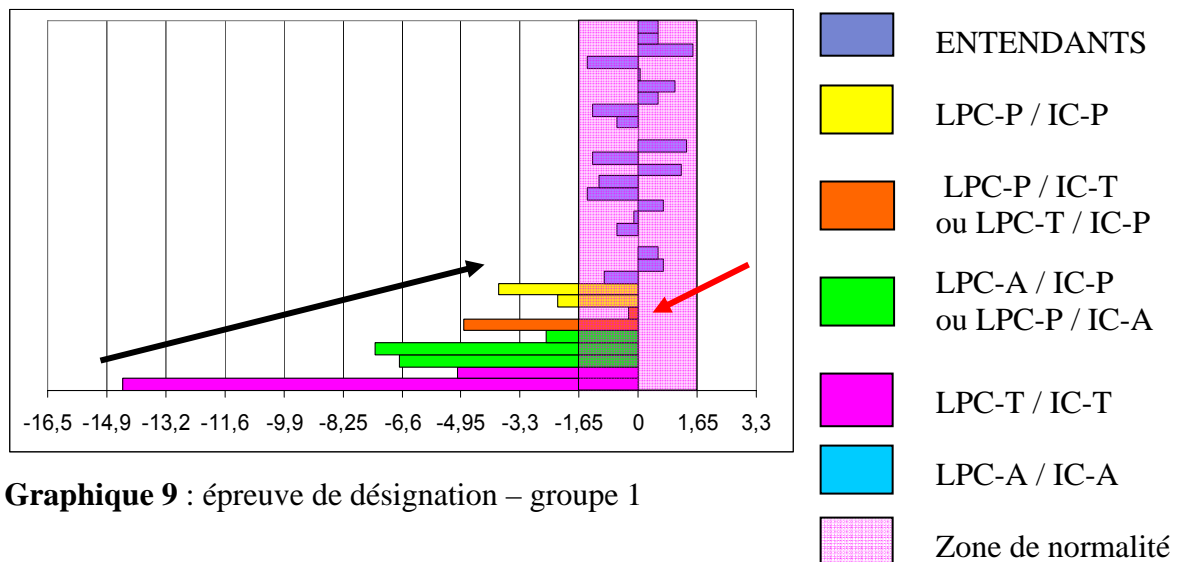 ENTENDANTS
LPC-P / IC-P
LPC-P / IC-T
ou LPC-T / IC-P
LPC-A / IC-P
ou LPC-P / IC-A
LPC-T / IC-T
LPC-A / IC-A
Zone de normalité
-16,5 -14,9 -13,2 -11,6 -9,9 -8,25 -6,6 -4,95 -3,3 -1,65 0 1,65 3,3
Graphique 9 : épreuve de désignation – groupe 1